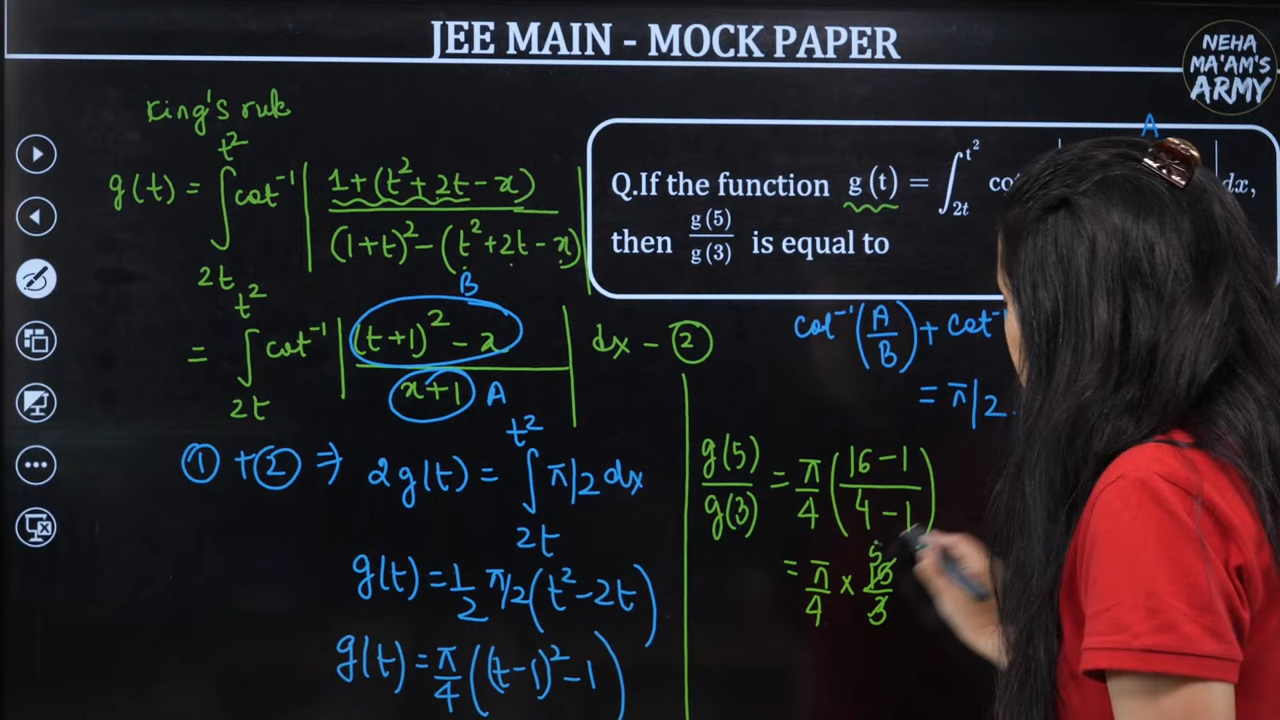 JEE MAIN - MOCK PAPER
NEHA
MA'AM'S
ARMY
King's rule
g(t) = ∫_{2t}^{t²} cot⁻¹ | 1+(t²+2t-x) / (1+t)²-(t²+2t-x) |
= ∫_{2t}^{t²} cot⁻¹ | (t+1)²-x / x+1 | dx - ②
B
A
① + ② ⇒ 2g(t) = ∫_{2t}^{t²} π/2 dx
g(t) = 1/2 π/2 (t²-2t)
g(t) = π/4 ((t-1)²-1)
A
Q.If the function g (t) = ∫_{2t}^{t²} co | | dx,
then g (5) / g (3) is equal to
cot⁻¹ (A/B) + cot⁻¹
= π/2
g(5)/g(3) = π/4 (16-1 / 4-1)
= π/4 × 15/3
5